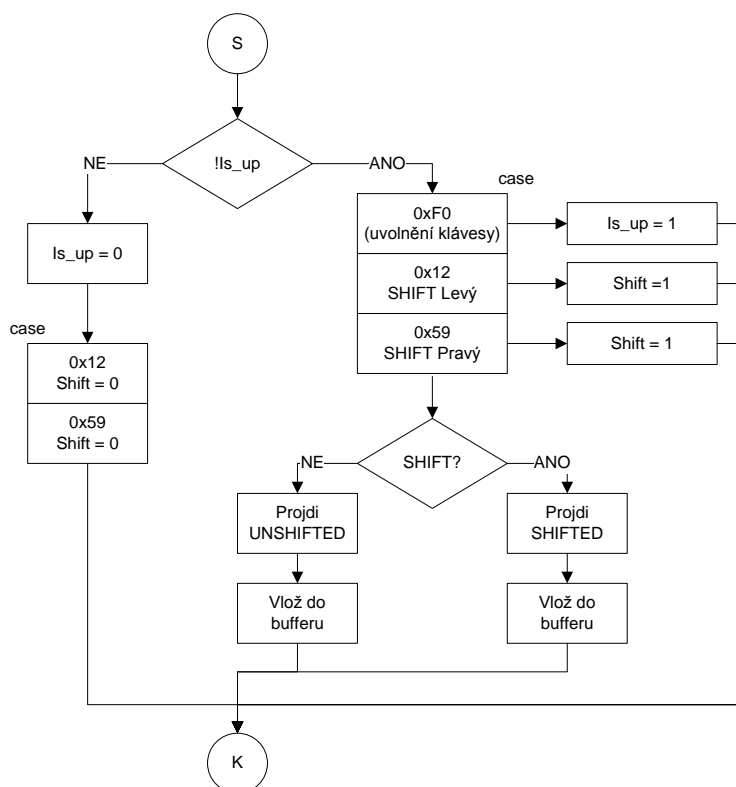 S
!Is_up
NE
ANO
case
0xF0
(uvolnění klávesy)
Is_up = 1
Is_up = 0
0x12
SHIFT Levý
Shift =1
case
0x59
SHIFT Pravý
Shift = 1
0x12
Shift = 0
0x59
Shift = 0
SHIFT?
NE
ANO
Projdi
UNSHIFTED
Projdi
SHIFTED
Vlož do
bufferu
Vlož do
bufferu
K